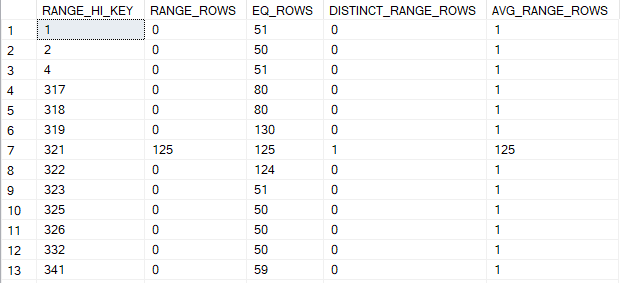 RANGE_HI_KEY RANGE_ROWS EQ_ROWS DISTINCT_RANGE_ROWS AVG_RANGE_ROWS
1 1 0 51 0 1
2 2 0 50 0 1
3 4 0 51 0 1
4 317 0 80 0 1
5 318 0 80 0 1
6 319 0 130 0 1
7 321 125 125 1 125
8 322 0 124 0 1
9 323 0 51 0 1
10 325 0 50 0 1
11 326 0 50 0 1
12 332 0 50 0 1
13 341 0 59 0 1